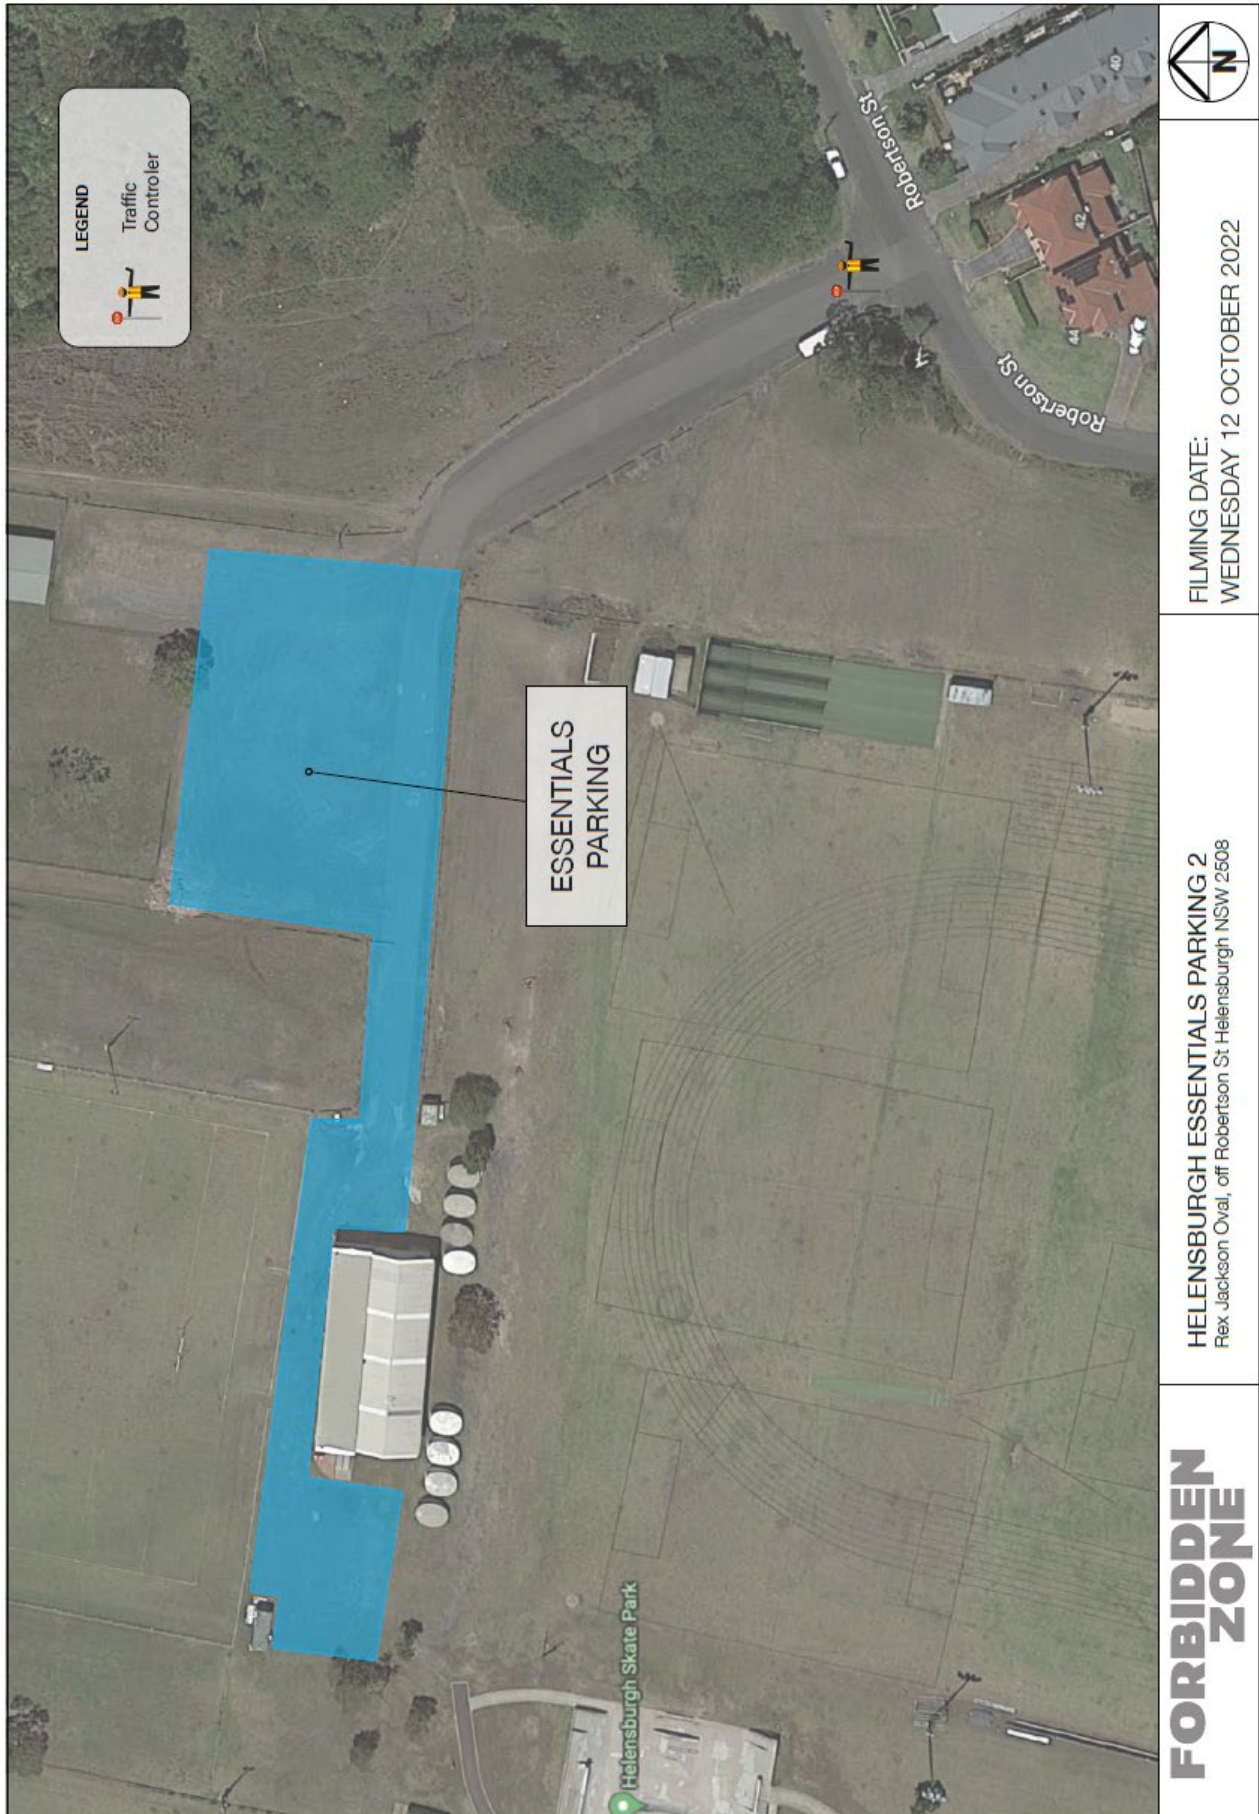 LEGEND
Traffic
Controler
Robertson St
Robertson St
40
42
44
ESSENTIALS
PARKING
Helensburgh Skate Park
FORBIDDEN
ZONE
HELENSBURGH ESSENTIALS PARKING 2
Rex Jackson Oval, off Robertson St Helensburgh NSW 2508
FILMING DATE:
WEDNESDAY 12 OCTOBER 2022
N